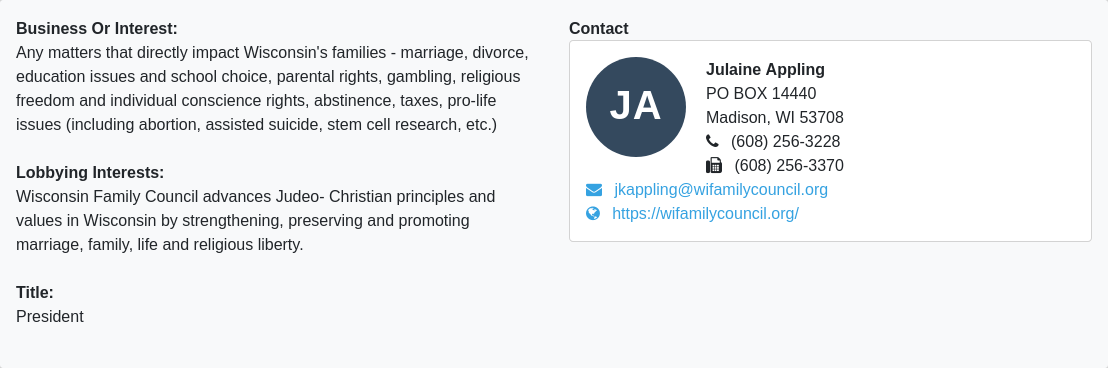 Business Or Interest:
Any matters that directly impact Wisconsin's families - marriage, divorce,
education issues and school choice, parental rights, gambling, religious
freedom and individual conscience rights, abstinence, taxes, pro-life
issues (including abortion, assisted suicide, stem cell research, etc.)
Lobbying Interests:
Wisconsin Family Council advances Judeo- Christian principles and
values in Wisconsin by strengthening, preserving and promoting
marriage, family, life and religious liberty.
Title:
President
Contact
JA
Julaine Appling
PO BOX 14440
Madison, WI 53708
(608) 256-3228
(608) 256-3370
jkappling@wifamilycouncil.org
https://wifamilycouncil.org/